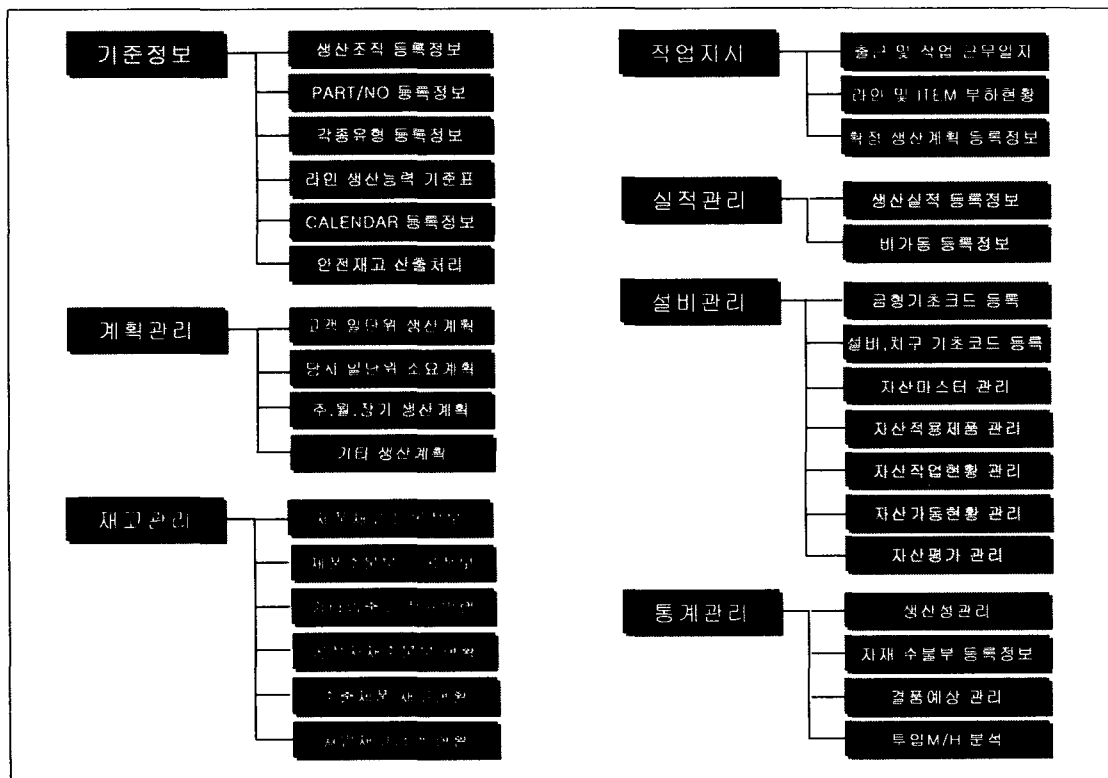 기준정보
생산조직 등록정보
PART/NO 등록정보
각종유형 등록정보
라인 생산능력 기준표
CALENDAR 등록정보
안전재고 산출처리
계획관리
고객 일단위 생산계획
당사 일단위 소요계획
주.월.장기 생산계획
기타 생산계획
재고관리
작업지시
출근 및 작업 근무일지
라인 및 ITEM 부하현황
확정 생산계획 등록정보
실적관리
생산실적 등록정보
비가동 등록정보
설비관리
금형기초코드 등록
설비,치구 기초코드 등록
자산마스터 관리
자산적용제품 관리
자산작업현황 관리
자산가동현황 관리
자산평가 관리
통계관리
생산성관리
자재 수불부 등록정보
결품예상 관리
투입M/H 분석